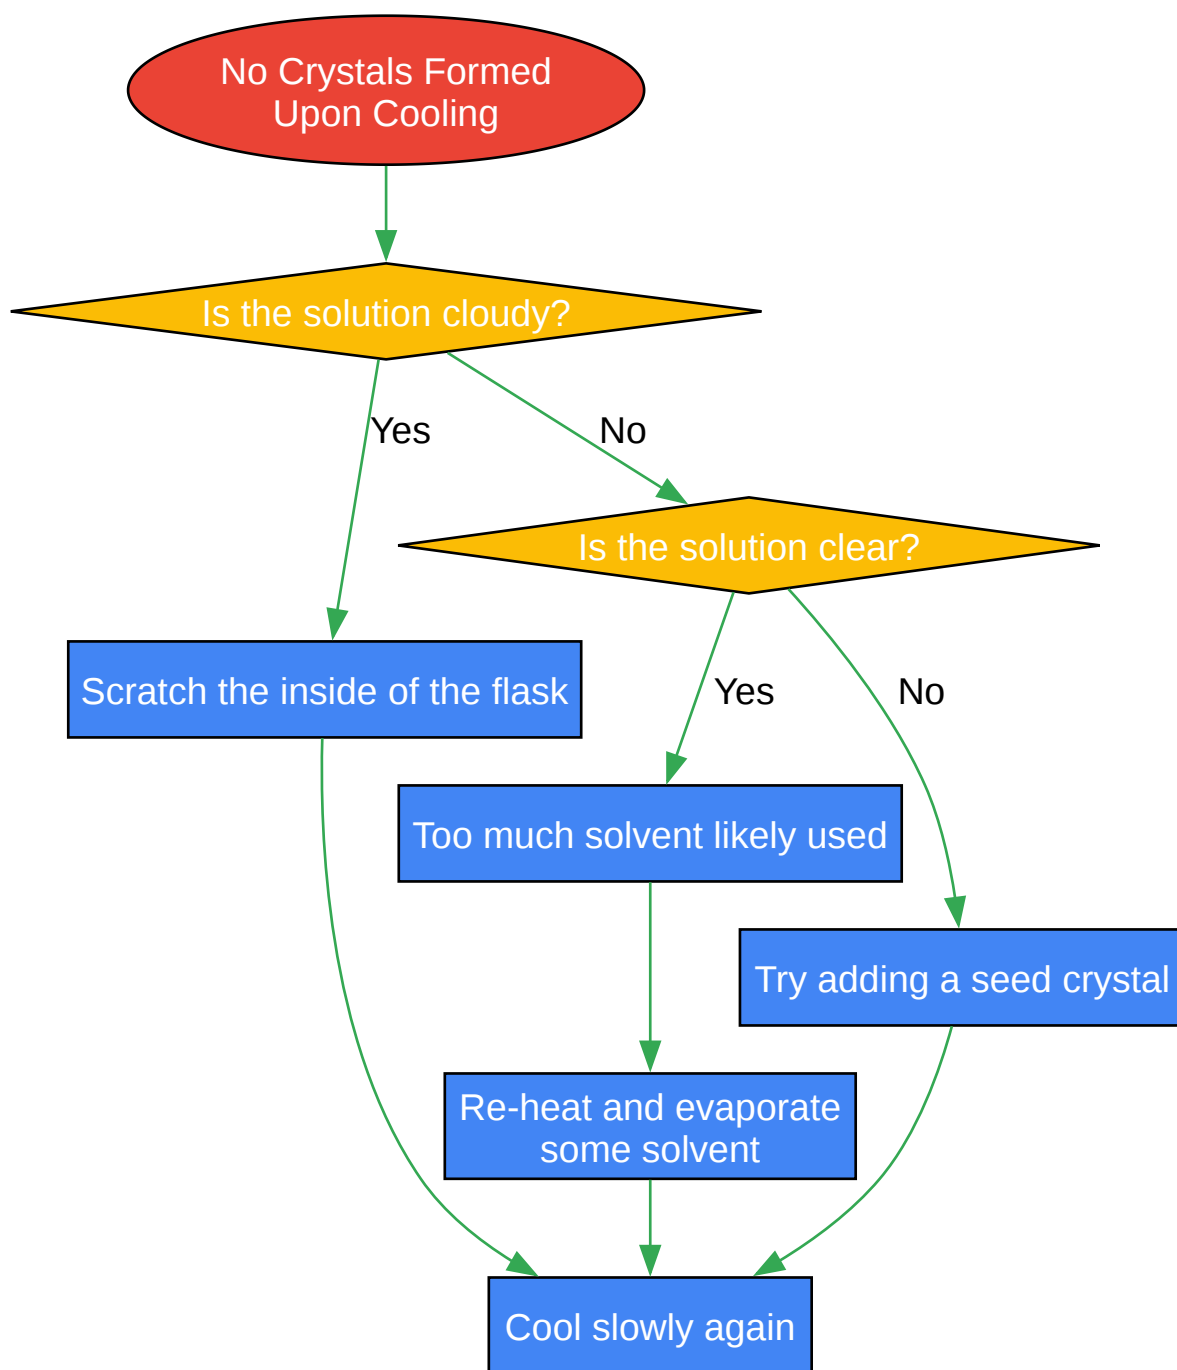 No Crystals Formed
Upon Cooling
Is the solution cloudy?
Yes
No
Is the solution clear?
Scratch the inside of the flask
Yes
No
Too much solvent likely used
Try adding a seed crystal
Re-heat and evaporate
some solvent
Cool slowly again